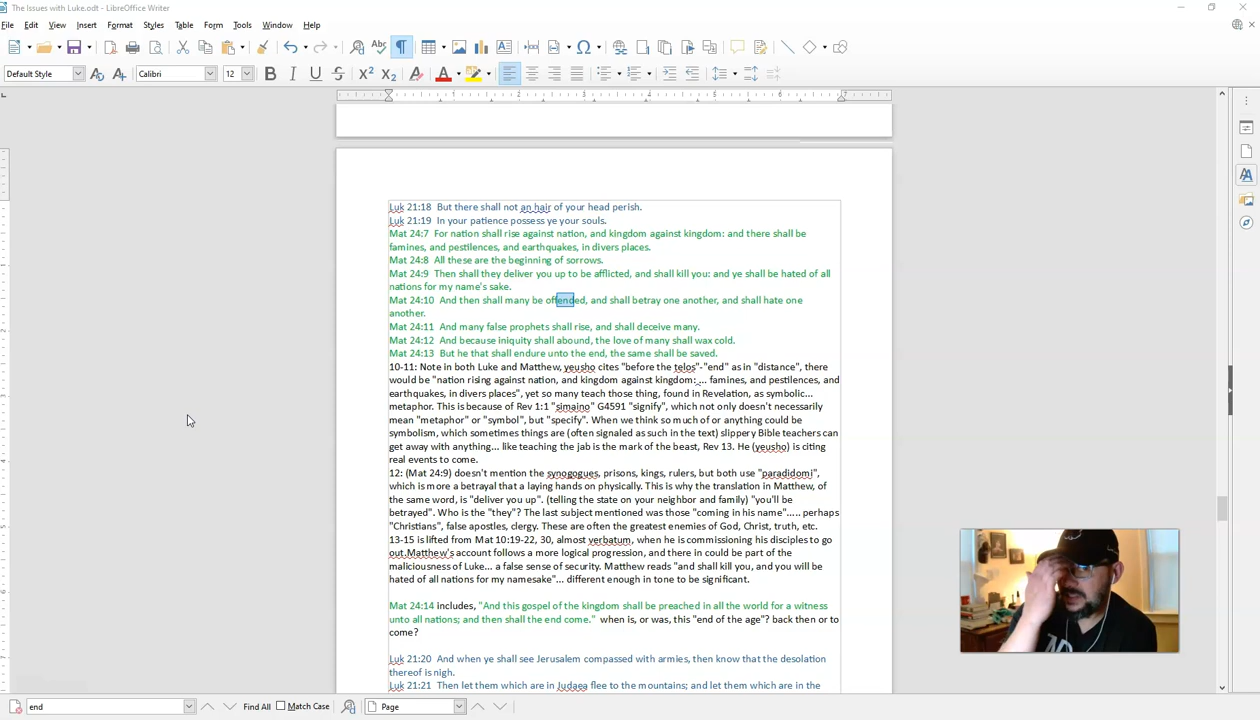 The Issues with Luke.odt - LibreOffice Writer
File Edit View Insert Format Styles Table Form Tools Window Help
Default Style Calibri 12
1 2 3 4 5 6 7
Luk 21:18 But there shall not an hair of your head perish.
Luk 21:19 In your patience possess ye your souls.
Mat 24:7 For nation shall rise against nation, and kingdom against kingdom: and there shall be
famines, and pestilences, and earthquakes, in divers places.
Mat 24:8 All these are the beginning of sorrows.
Mat 24:9 Then shall they deliver you up to be afflicted, and shall kill you: and ye shall be hated of all
nations for my name's sake.
Mat 24:10 And then shall many be offended, and shall betray one another, and shall hate one
another.
Mat 24:11 And many false prophets shall rise, and shall deceive many.
Mat 24:12 And because iniquity shall abound, the love of many shall wax cold.
Mat 24:13 But he that shall endure unto the end, the same shall be saved.
10-11: Note in both Luke and Matthew, yeusho cites "before the telos"-"end" as in "distance", there
would be "nation rising against nation, and kingdom against kingdom: ... famines, and pestilences, and
earthquakes, in divers places", yet so many teach those thing, found in Revelation, as symbolic...
metaphor. This is because of Rev 1:1 "simaino" G4591 "signify", which not only doesn't necessarily
mean "metaphor" or "symbol", but "specify". When we think so much of or anything could be
symbolism, which sometimes things are (often signaled as such in the text) slippery Bible teachers can
get away with anything... like teaching the jab is the mark of the beast, Rev 13. He (yeusho) is citing
real events to come.
12: (Mat 24:9) doesn't mention the synogogues, prisons, kings, rulers, but both use "paradidomi",
which is more a betrayal that a laying hands on physically. This is why the translation in Matthew, of
the same word, is "deliver you up". (telling the state on your neighbor and family) "you'll be
betrayed". Who is the "they"? The last subject mentioned was those "coming in his name"..... perhaps
"Christians", false apostles, clergy. These are often the greatest enemies of God, Christ, truth, etc.
13-15 is lifted from Mat 10:19-22, 30, almost verbatum, when he is commissioning his disciples to go
out.Matthew's account follows a more logical progression, and there in could be part of the
maliciousness of Luke... a false sense of security. Matthew reads "and shall kill you, and you will be
hated of all nations for my namesake"... different enough in tone to be significant.
Mat 24:14 includes, "And this gospel of the kingdom shall be preached in all the world for a witness
unto all nations; and then shall the end come." when is, or was, this "end of the age"? back then or to
come?
Luk 21:20 And when ye shall see Jerusalem compassed with armies, then know that the desolation
thereof is nigh.
Luk 21:21 Then let them which are in Judaea flee to the mountains; and let them which are in the
end Find All Match Case Page